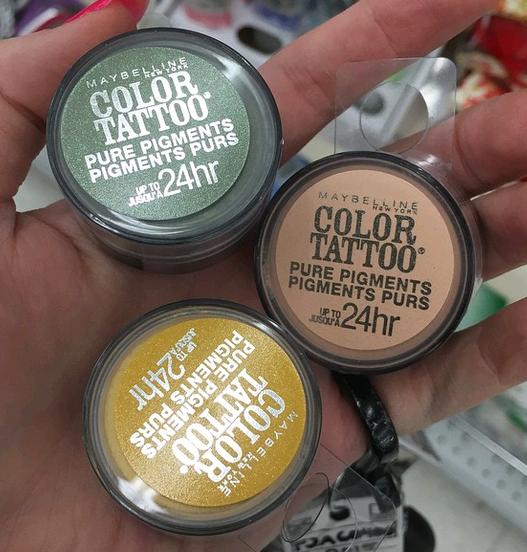 MAYBELLINE
NEW YORK
COLOR
TATTOO
PURE PIGMENTS
PIGMENTS PURS
UP TO
JUSQU'À 24hr
MAYBELLINE
NEW YORK
COLOR
TATTOO®
PURE PIGMENTS
PIGMENTS PURS
UP TO
JUSQU'À 24hr
MAYBELLINE
NEW YORK
COLOR
TATTOO
PURE PIGMENTS
PIGMENTS PURS
UP TO
JUSQU'À 24hr